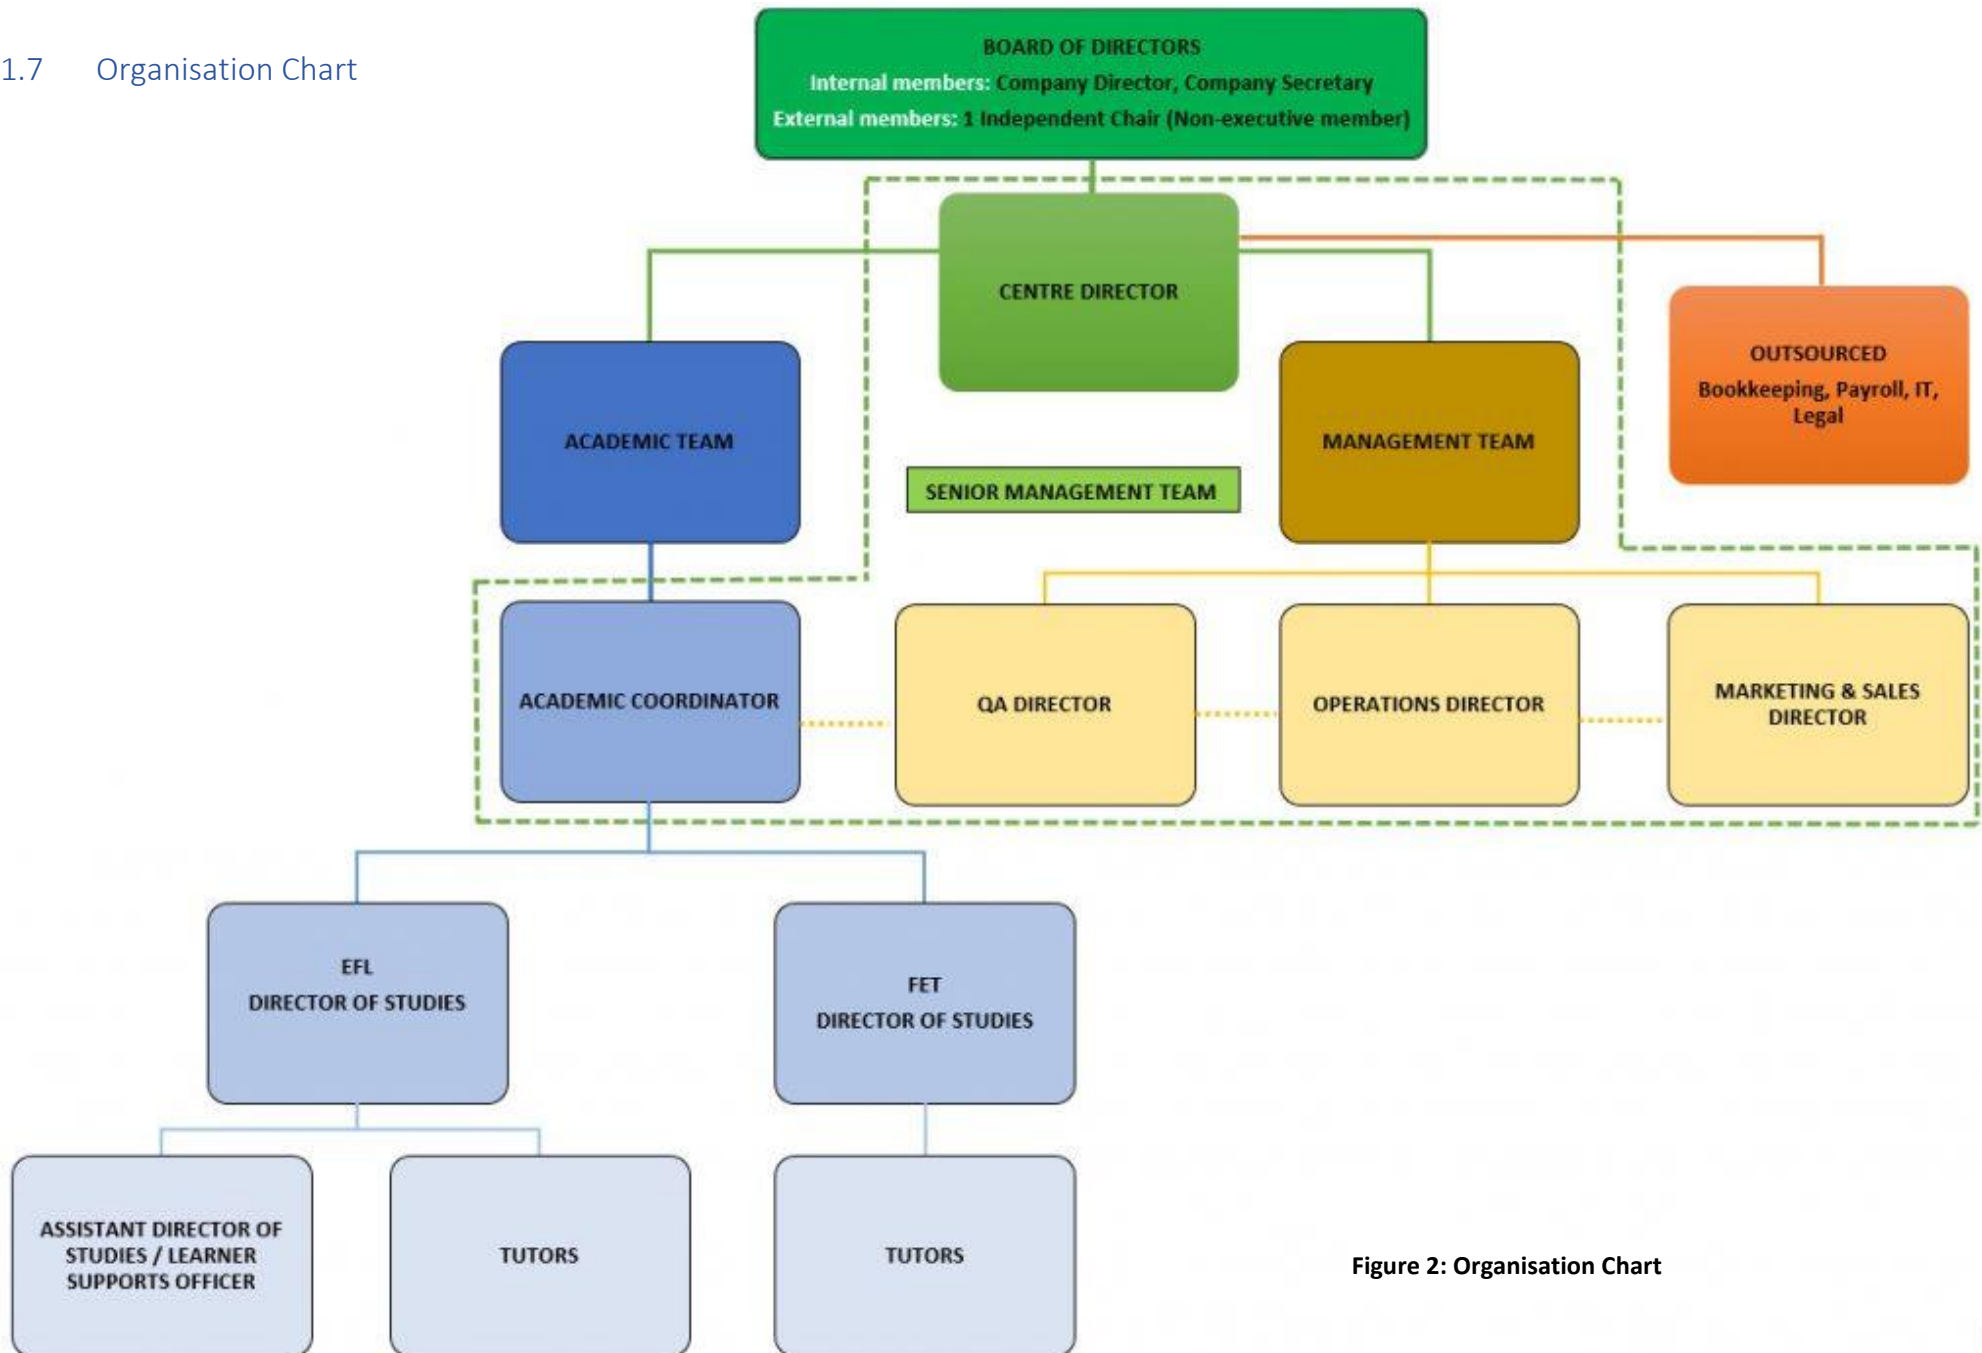 1.7 Organisation Chart
BOARD OF DIRECTORS
Internal members: Company Director, Company Secretary
External members: 1 Independent Chair (Non-executive member)
CENTRE DIRECTOR
OUTSOURCED
Bookkeeping, Payroll, IT,
Legal
ACADEMIC TEAM
MANAGEMENT TEAM
SENIOR MANAGEMENT TEAM
ACADEMIC COORDINATOR
QA DIRECTOR
OPERATIONS DIRECTOR
MARKETING & SALES
DIRECTOR
EFL
DIRECTOR OF STUDIES
FET
DIRECTOR OF STUDIES
ASSISTANT DIRECTOR OF
STUDIES / LEARNER
SUPPORTS OFFICER
TUTORS
TUTORS
Figure 2: Organisation Chart